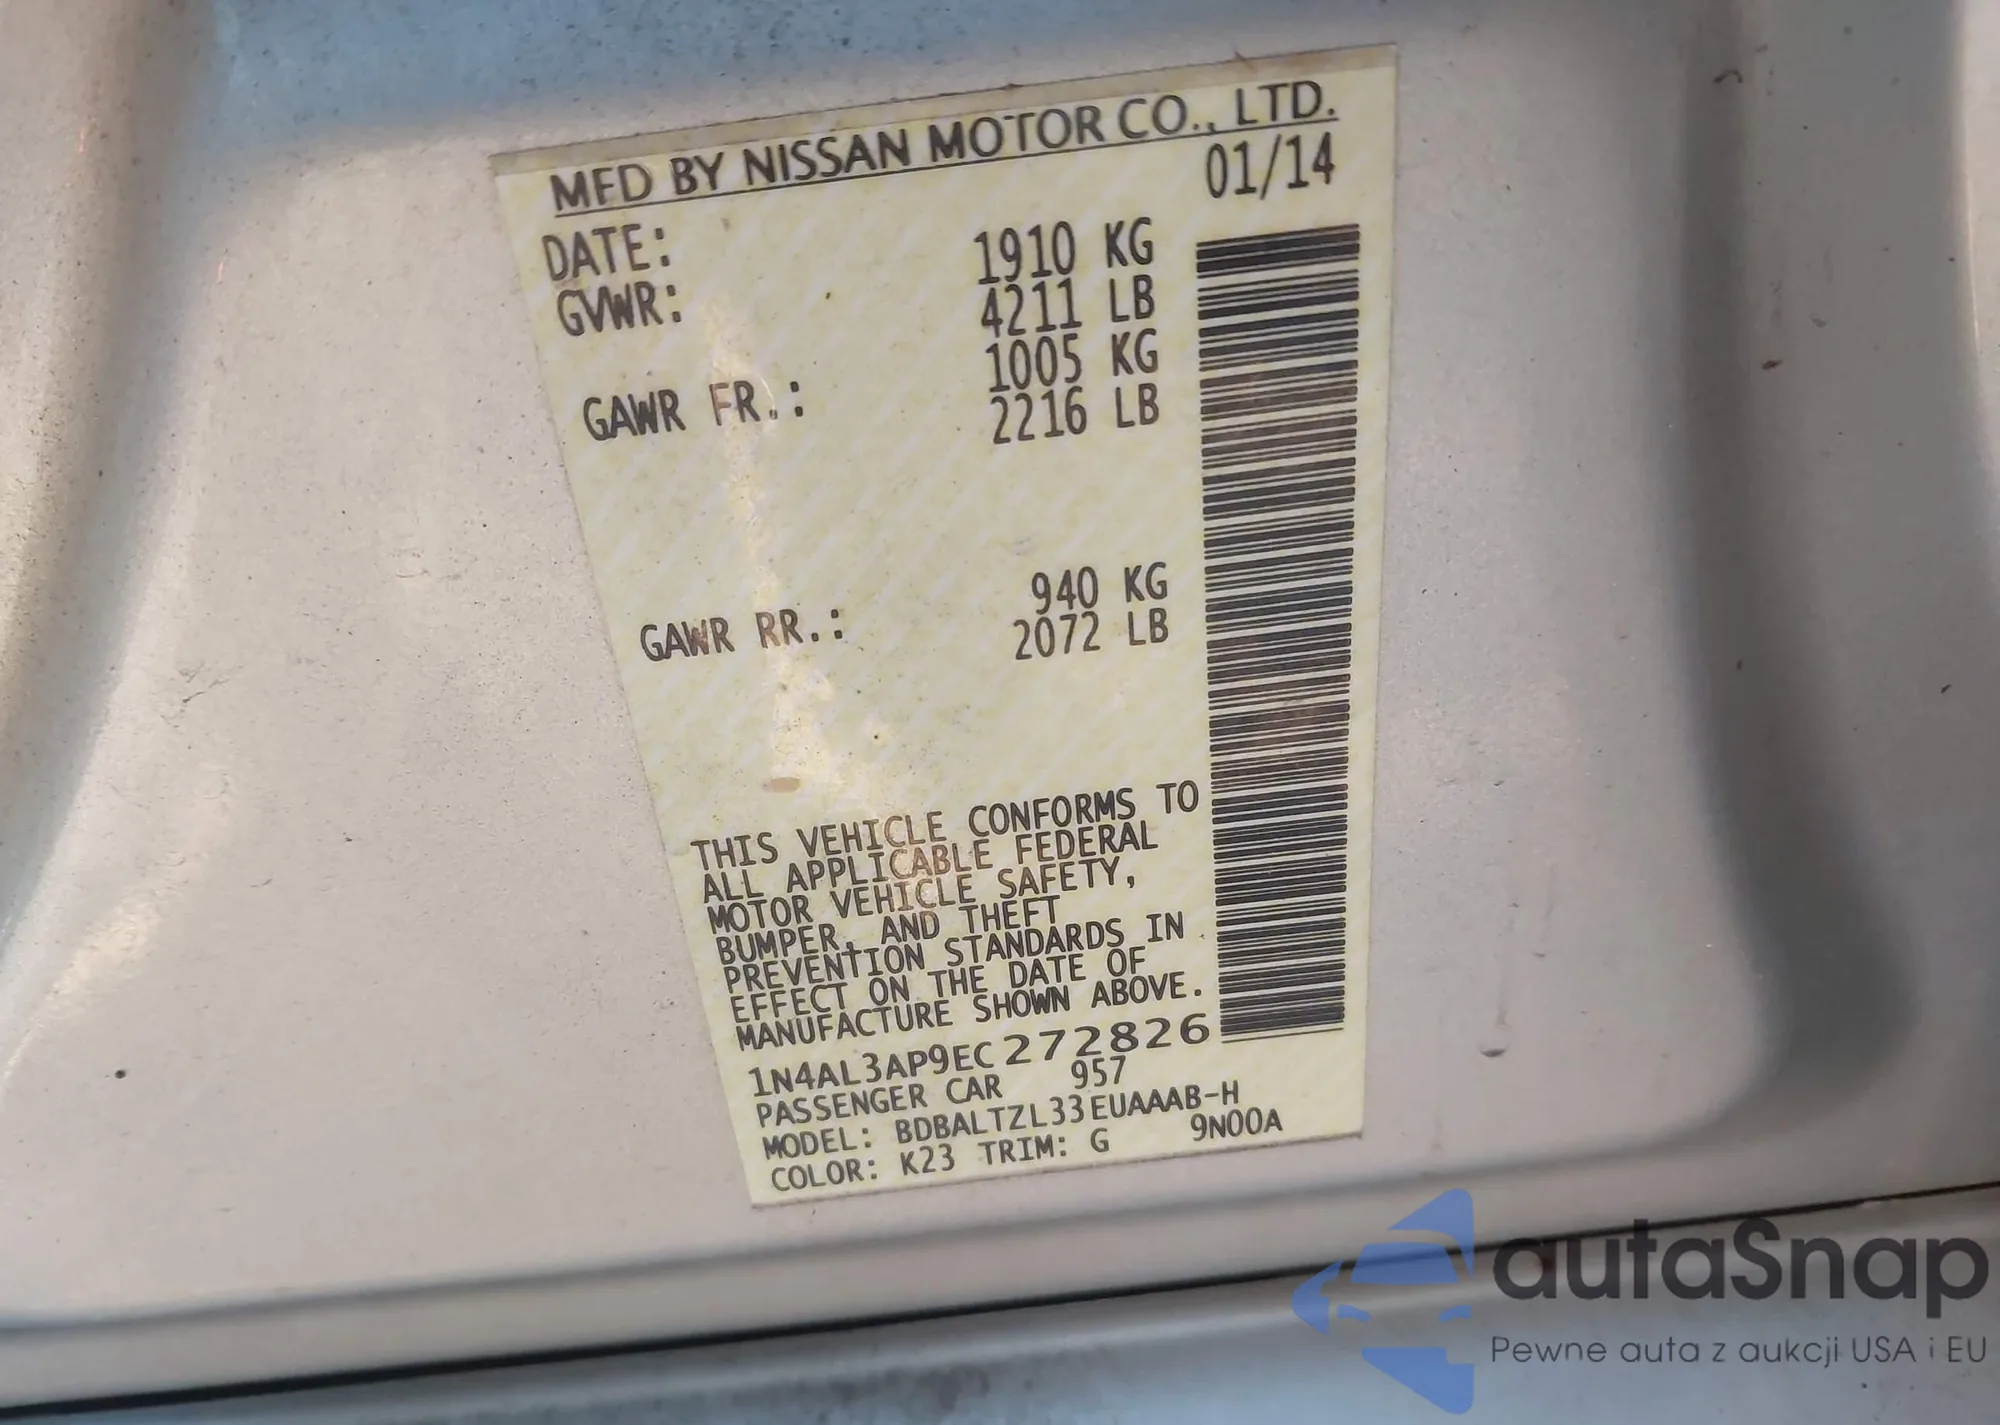 MFD BY NISSAN MOTOR CO., LTD.
DATE: 01/14
GVWR: 1910 KG
4211 LB
GAWR FR.: 1005 KG
2216 LB
GAWR RR.: 940 KG
2072 LB
THIS VEHICLE CONFORMS TO
ALL APPLICABLE FEDERAL
MOTOR VEHICLE SAFETY,
BUMPER, AND THEFT
PREVENTION STANDARDS IN
EFFECT ON THE DATE OF
MANUFACTURE SHOWN ABOVE.
1N4AL3AP9EC272826
PASSENGER CAR 957
MODEL: BDBALTZL33EUAAAB-H
COLOR: K23 TRIM: G 9N00A
autaSnap
Pewne auta z aukcji USA i EU